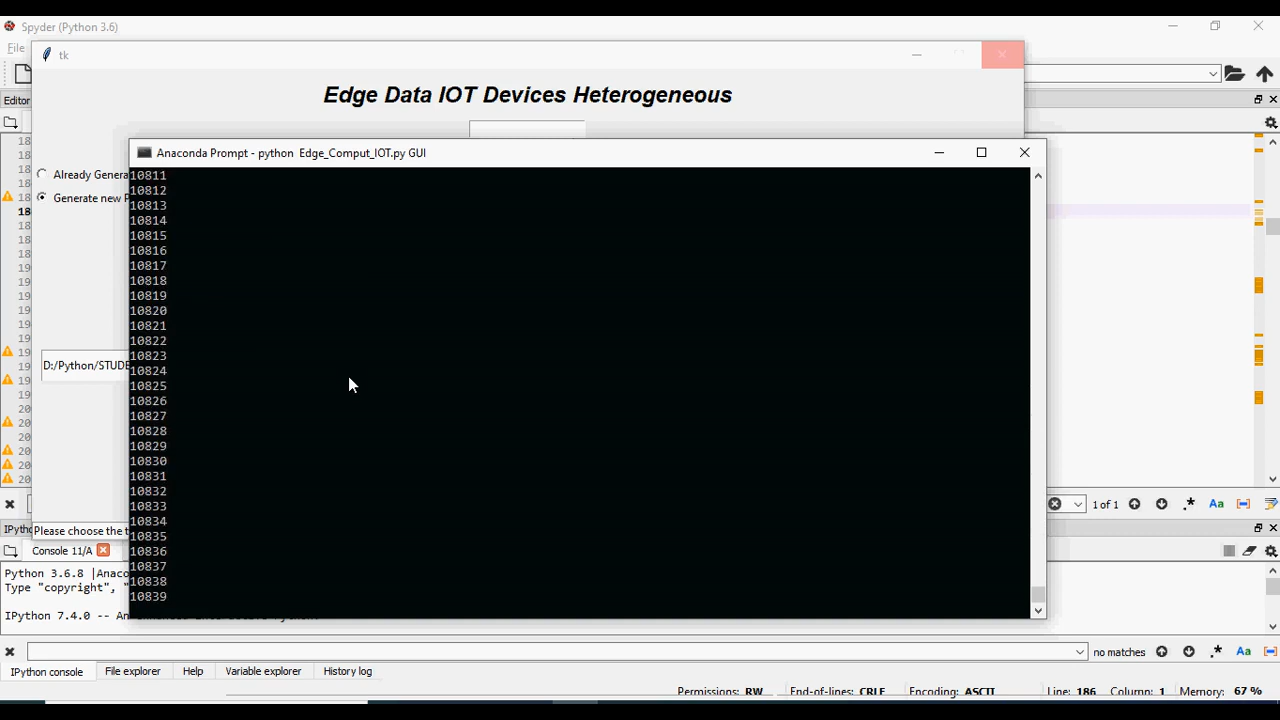 Spyder (Python 3.6)
File
tk
Edge Data IOT Devices Heterogeneous
Editor
Anaconda Prompt - python  Edge_Comput_IOT.py GUI
Already Genera
Generate new
D:/Python/STUDE
Please choose the t
10811
10812
10813
10814
10815
10816
10817
10818
10819
10820
10821
10822
10823
10824
10825
10826
10827
10828
10829
10830
10831
10832
10833
10834
10835
10836
10837
10838
10839
1 of 1
Aa
Console 11/A
Python 3.6.8 |Anaco
Type "copyright", "
IPython 7.4.0 -- An
no matches
Aa
IPython console
File explorer
Help
Variable explorer
History log
Permissions: RW
End-of-lines: CRLF
Encoding: ASCII
Line: 186
Column: 1
Memory: 67 %